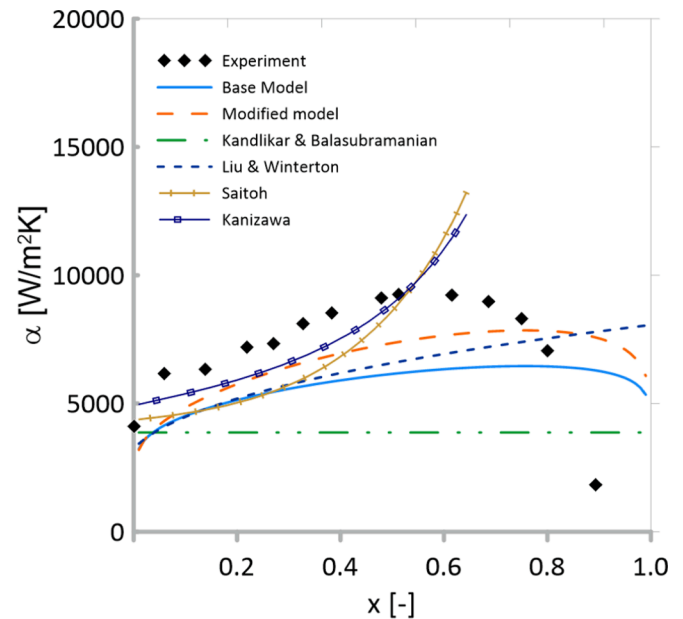 20000
15000
10000
5000
0
α [W/m²K]
Experiment
Base Model
Modified model
Kandlikar & Balasubramanian
Liu & Winterton
Saitoh
Kanizawa
0.2
0.4
0.6
0.8
1.0
x [-]